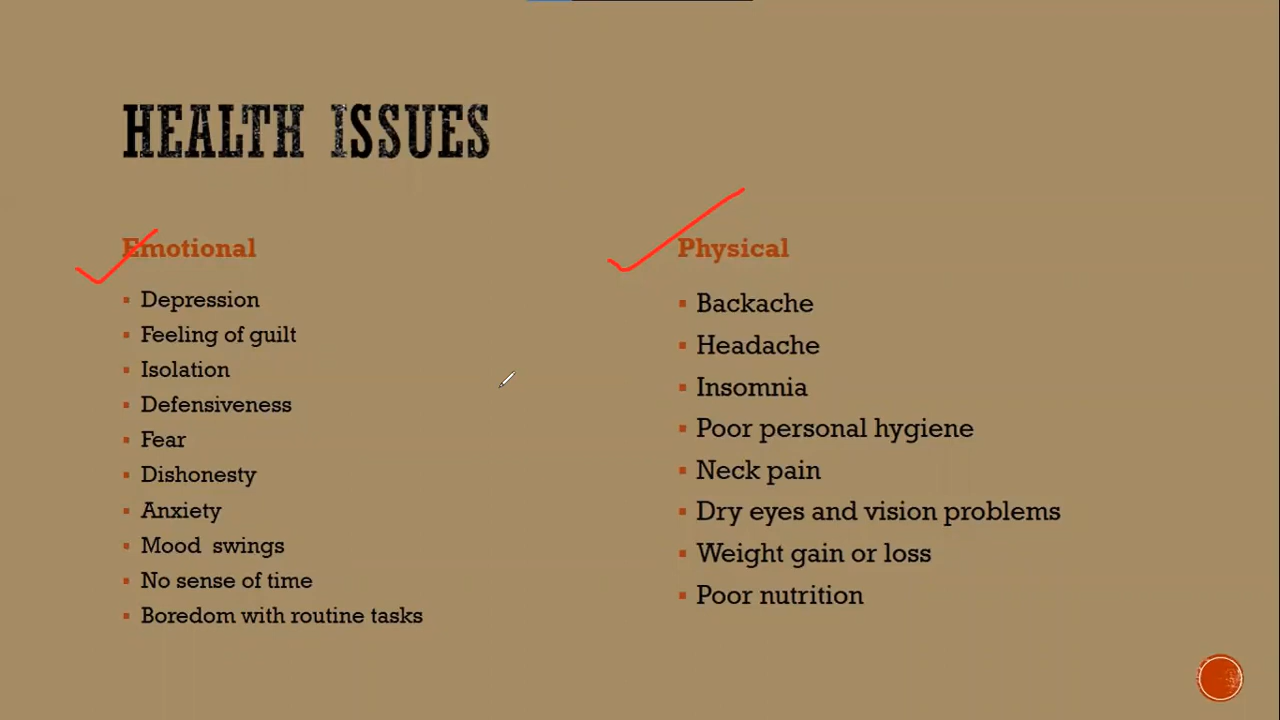 HEALTH ISSUES
Emotional
Depression
Feeling of guilt
Isolation
Defensiveness
Fear
Dishonesty
Anxiety
Mood swings
No sense of time
Boredom with routine tasks
Physical
Backache
Headache
Insomnia
Poor personal hygiene
Neck pain
Dry eyes and vision problems
Weight gain or loss
Poor nutrition